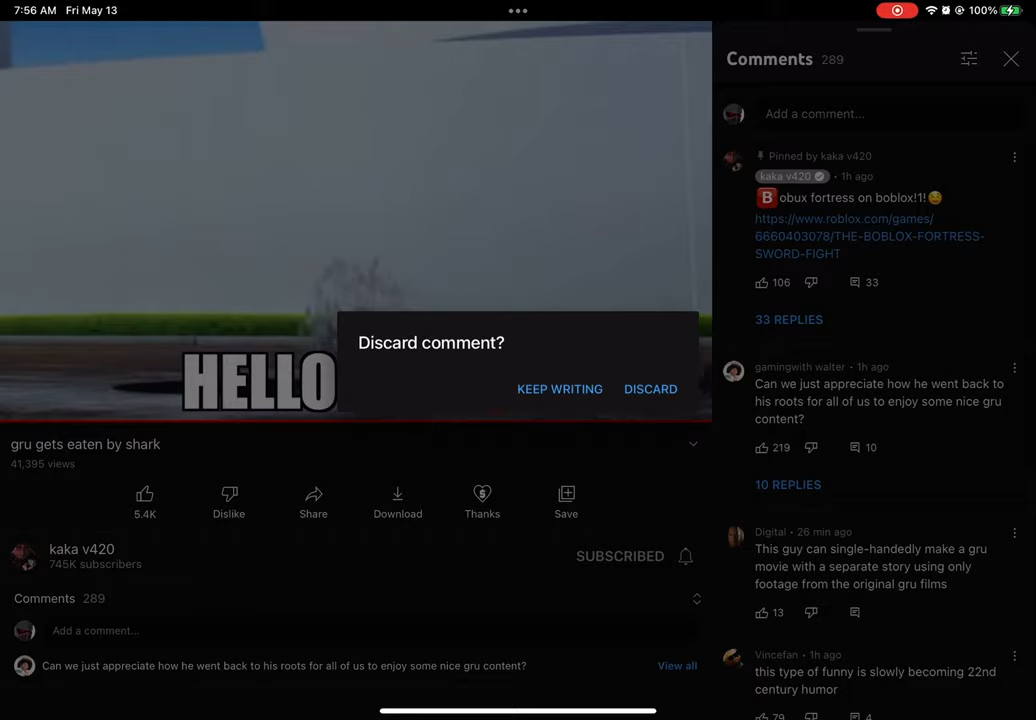 7:56 AM Fri May 13
100%
Comments 289
Add a comment...
Pinned by kaka v420
kaka v420 • 1h ago
B obux fortress on boblox!1!
https://www.roblox.com/games/
6660403078/THE-BOBLOX-FORTRESS-
SWORD-FIGHT
106 33
33 REPLIES
gamingwith walter • 1h ago
Can we just appreciate how he went back to
his roots for all of us to enjoy some nice gru
content?
219 10
10 REPLIES
Digital • 26 min ago
This guy can single-handedly make a gru
movie with a separate story using only
footage from the original gru films
13
Vincefan • 1h ago
this type of funny is slowly becoming 22nd
century humor
79 4
HELLO
Discard comment?
KEEP WRITING DISCARD
gru gets eaten by shark
41,395 views
5.4K Dislike Share Download Thanks Save
kaka v420
745K subscribers
SUBSCRIBED
Comments 289
Add a comment...
Can we just appreciate how he went back to his roots for all of us to enjoy some nice gru content?
View all